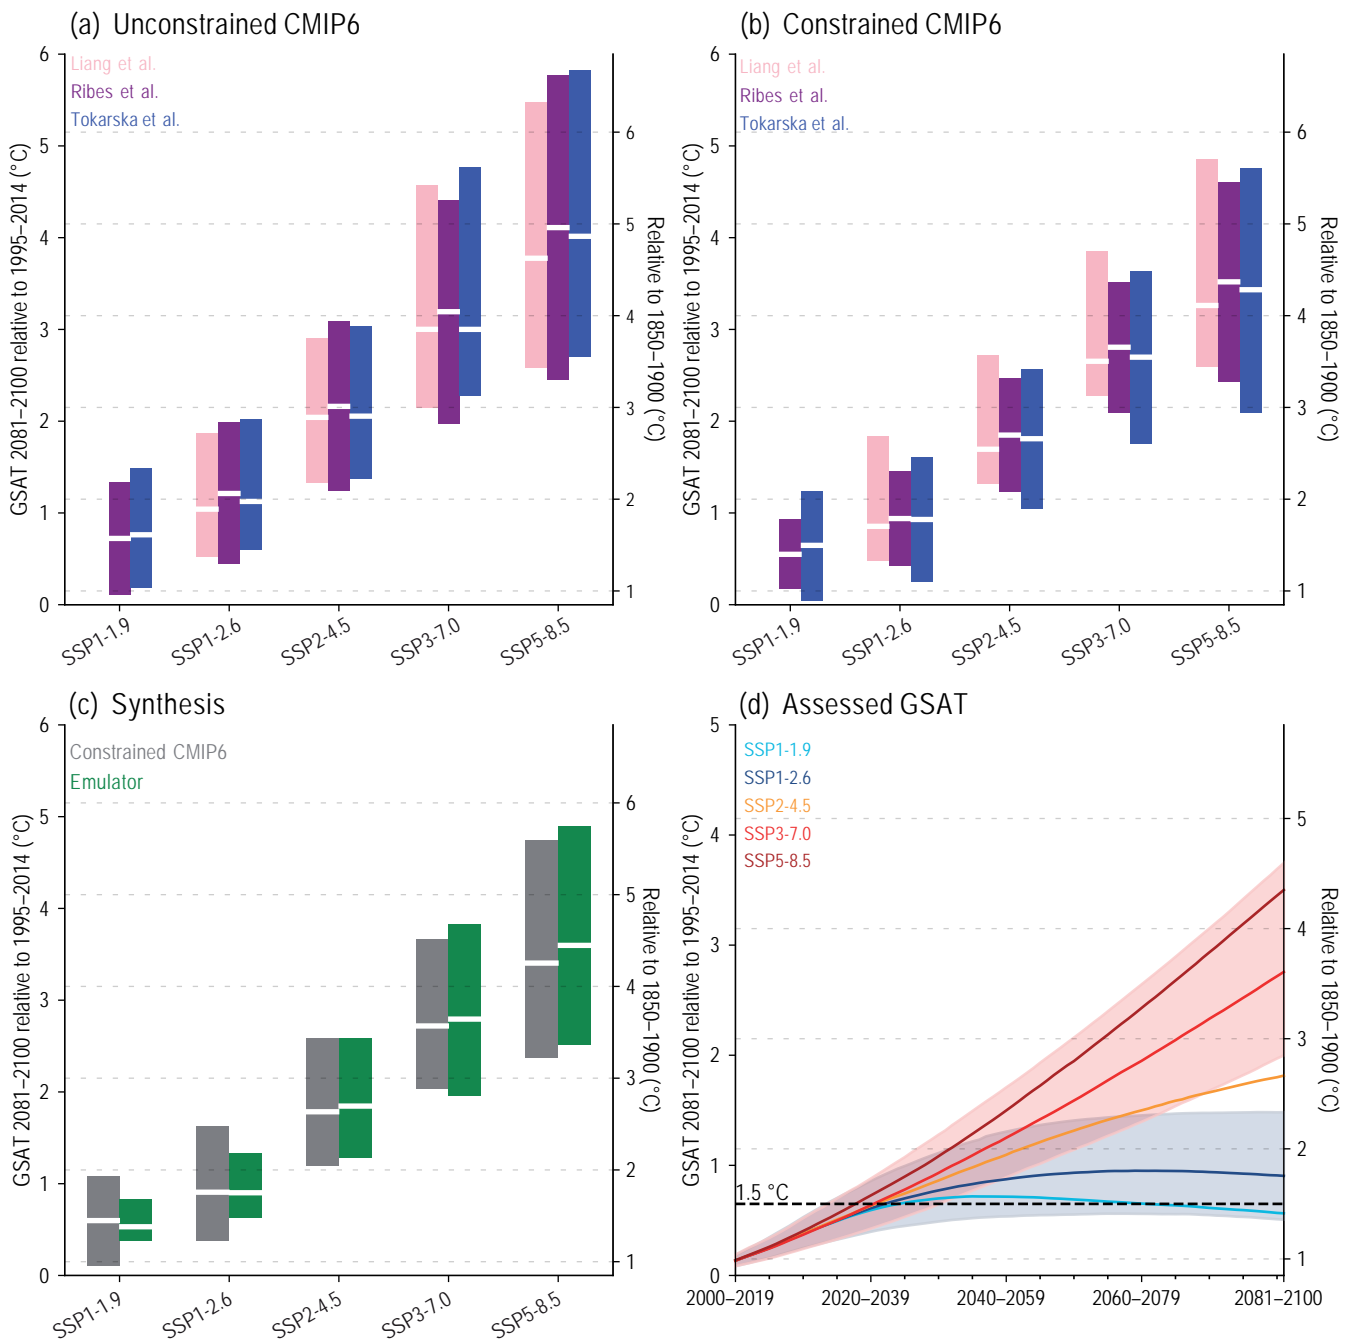 (a) Unconstrained CMIP6
Liang et al.
Ribes et al.
Tokarska et al.
GSAT 2081–2100 relative to 1995–2014 (°C)
6
5
4
3
2
1
0
6
5
4
3
2
1
Relative to 1850–1900 (°C)
SSP1-1.9
SSP1-2.6
SSP2-4.5
SSP3-7.0
SSP5-8.5
(b) Constrained CMIP6
Liang et al.
Ribes et al.
Tokarska et al.
GSAT 2081–2100 relative to 1995–2014 (°C)
6
5
4
3
2
1
0
6
5
4
3
2
1
Relative to 1850–1900 (°C)
SSP1-1.9
SSP1-2.6
SSP2-4.5
SSP3-7.0
SSP5-8.5
(c) Synthesis
Constrained CMIP6
Emulator
GSAT 2081–2100 relative to 1995–2014 (°C)
6
5
4
3
2
1
0
6
5
4
3
2
1
Relative to 1850–1900 (°C)
SSP1-1.9
SSP1-2.6
SSP2-4.5
SSP3-7.0
SSP5-8.5
(d) Assessed GSAT
SSP1-1.9
SSP1-2.6
SSP2-4.5
SSP3-7.0
SSP5-8.5
GSAT 2081–2100 relative to 1995–2014 (°C)
5
4
3
2
1
0
1.5 °C
5
4
3
2
1
Relative to 1850–1900 (°C)
2000–2019
2020–2039
2040–2059
2060–2079
2081–2100